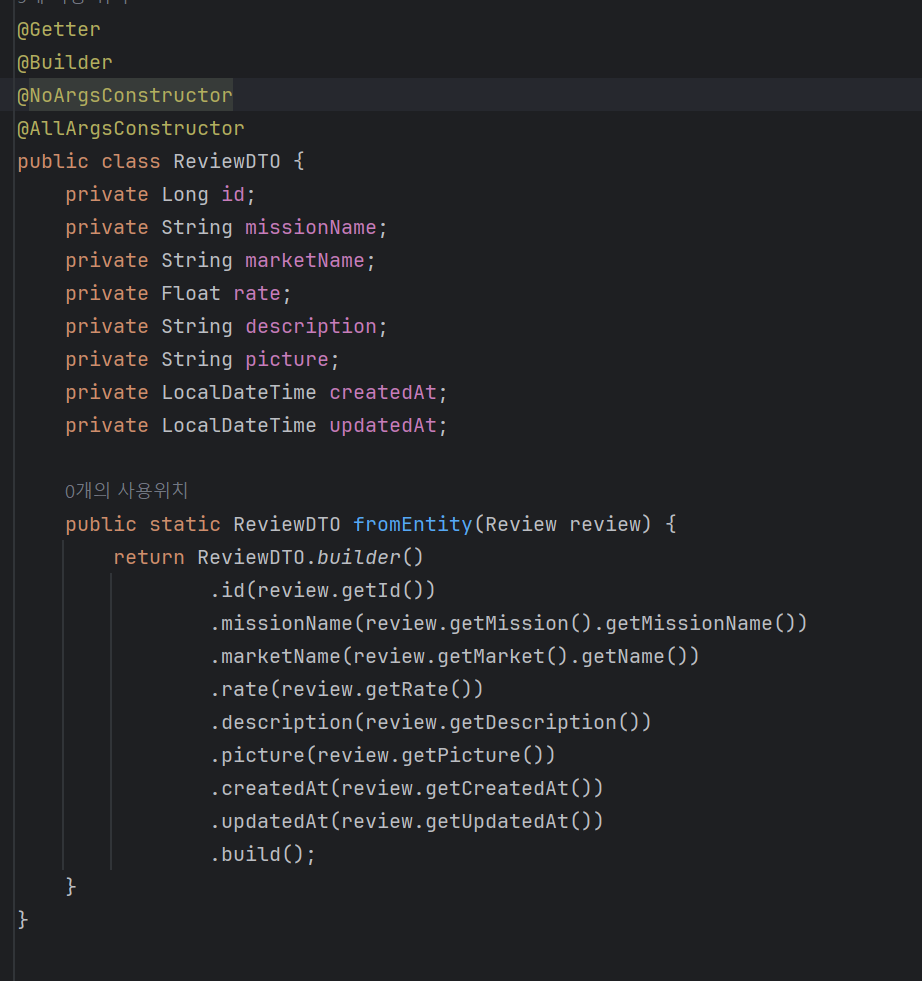 @Getter
@Builder
@NoArgsConstructor
@AllArgsConstructor
public class ReviewDTO {
    private Long id;
    private String missionName;
    private String marketName;
    private Float rate;
    private String description;
    private String picture;
    private LocalDateTime createdAt;
    private LocalDateTime updatedAt;
    0개의 사용위치
    public static ReviewDTO fromEntity(Review review) {
        return ReviewDTO.builder()
                .id(review.getId())
                .missionName(review.getMission().getMissionName())
                .marketName(review.getMarket().getName())
                .rate(review.getRate())
                .description(review.getDescription())
                .picture(review.getPicture())
                .createdAt(review.getCreatedAt())
                .updatedAt(review.getUpdatedAt())
                .build();
    }
}